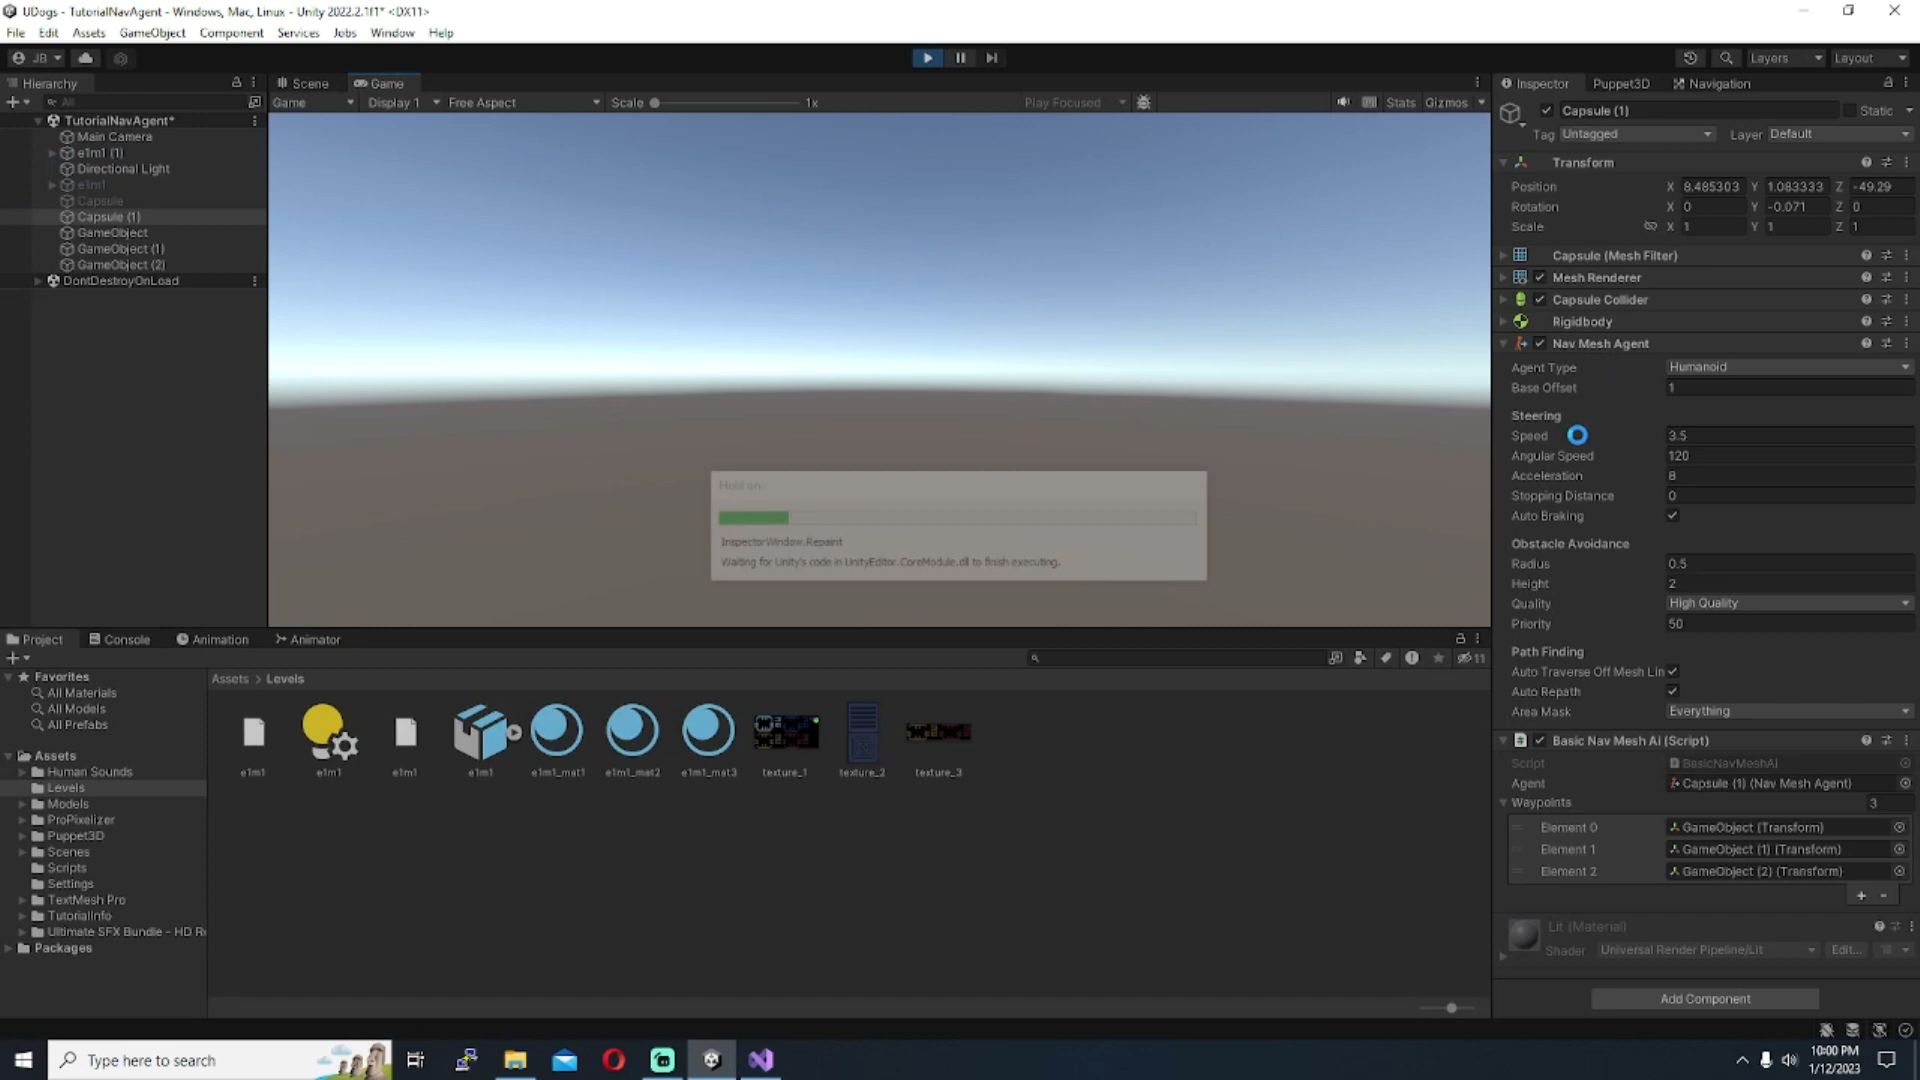 UDogs - TutorialNavAgent - Windows, Mac, Linux - Unity 2022.2.1f1* <DX11>
File Edit Assets GameObject Component Services Jobs Window Help
JB Layers Layout
Hierarchy
All
TutorialNavAgent*
Main Camera
e1m1 (1)
Directional Light
e1m1
Capsule
Capsule (1)
GameObject
GameObject (1)
GameObject (2)
DontDestroyOnLoad
Scene Game
Game Display 1 Free Aspect Scale 1x Play Focused Stats Gizmos
Hold on
InspectorWindow.Repaint
Waiting for Unity's code in UnityEditor.CoreModule.dll to finish executing.
Inspector Puppet3D Navigation
Capsule (1) Static
Tag Untagged Layer Default
Transform
Position X 8.485303 Y 1.083333 Z -49.29
Rotation X 0 Y -0.071 Z 0
Scale X 1 Y 1 Z 1
Capsule (Mesh Filter)
Mesh Renderer
Capsule Collider
Rigidbody
Nav Mesh Agent
Agent Type Humanoid
Base Offset 1
Steering
Speed 3.5
Angular Speed 120
Acceleration 8
Stopping Distance 0
Auto Braking
Obstacle Avoidance
Radius 0.5
Height 2
Quality High Quality
Priority 50
Path Finding
Auto Traverse Off Mesh Lin
Auto Repath
Area Mask Everything
Basic Nav Mesh Ai (Script)
Script BasicNavMeshAI
Agent Capsule (1) (Nav Mesh Agent)
Waypoints 3
Element 0 GameObject (Transform)
Element 1 GameObject (1) (Transform)
Element 2 GameObject (2) (Transform)
+ -
Lit (Material)
Shader Universal Render Pipeline/Lit Edit...
Add Component
Project Console Animation Animator
11
Favorites
All Materials
All Models
All Prefabs
Assets
Human Sounds
Levels
Models
ProPixelizer
Puppet3D
Scenes
Scripts
Settings
TextMesh Pro
TutorialInfo
Ultimate SFX Bundle - HD Re
Packages
Assets > Levels
e1m1 e1m1 e1m1 e1m1 e1m1_mat1 e1m1_mat2 e1m1_mat3 texture_1 texture_2 texture_3
Type here to search
10:00 PM
1/12/2023